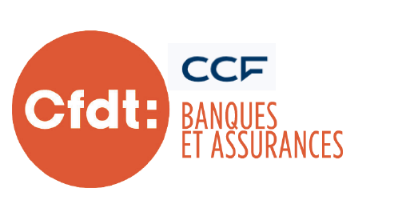 Cfdt:
CCF
BANQUES
ET ASSURANCES